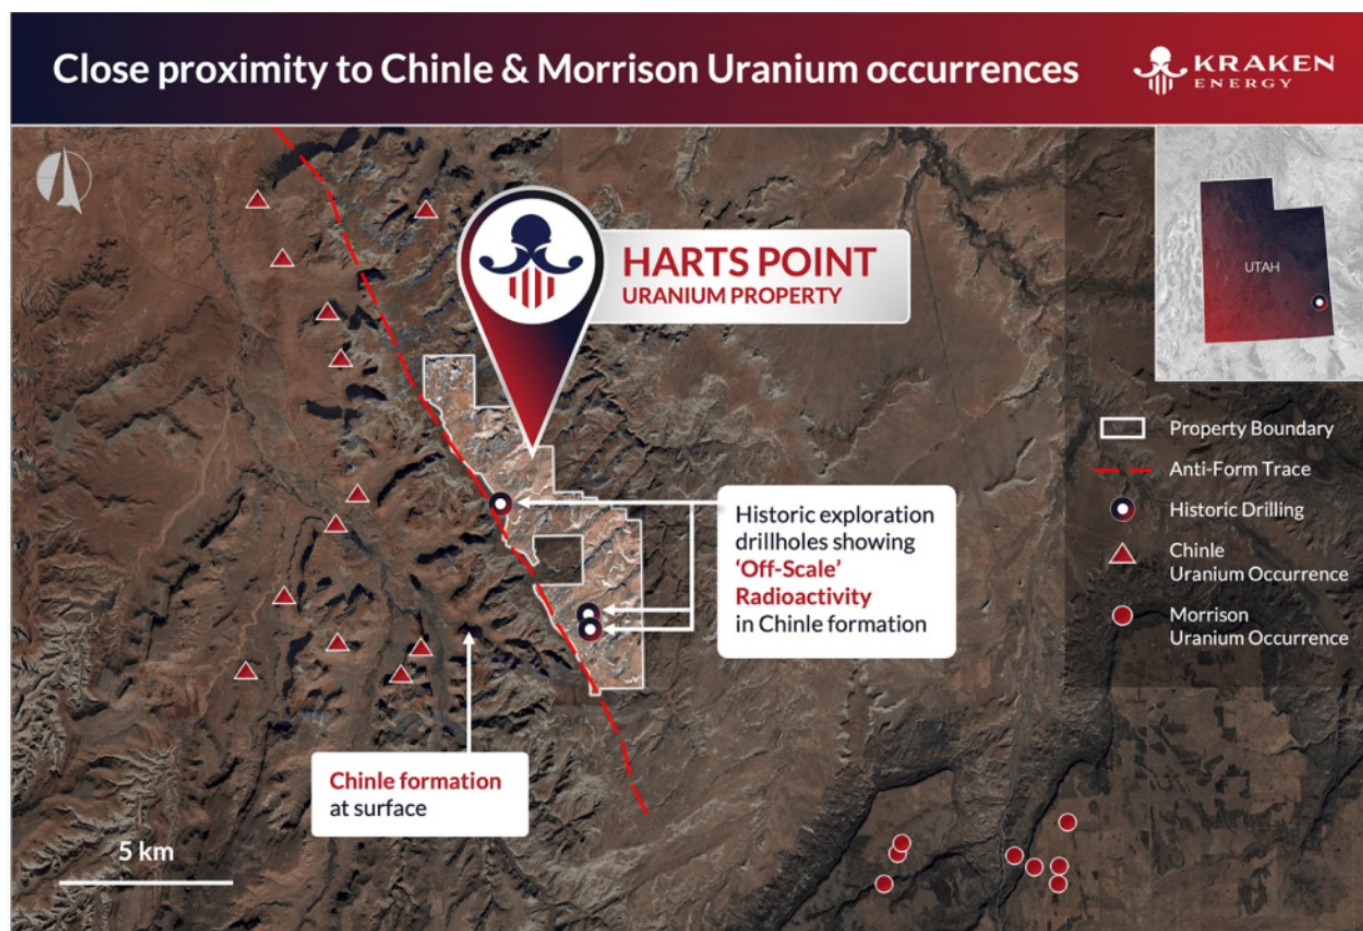 Close proximity to Chinle & Morrison Uranium occurrences
KRAKEN
ENERGY
HARTS POINT
URANIUM PROPERTY
UTAH
Property Boundary
Anti-Form Trace
Historic Drilling
Chinle
Uranium Occurrence
Morrison
Uranium Occurrence
Historic exploration
drillholes showing
‘Off-Scale’
Radioactivity
in Chinle formation
Chinle formation
at surface
5 km